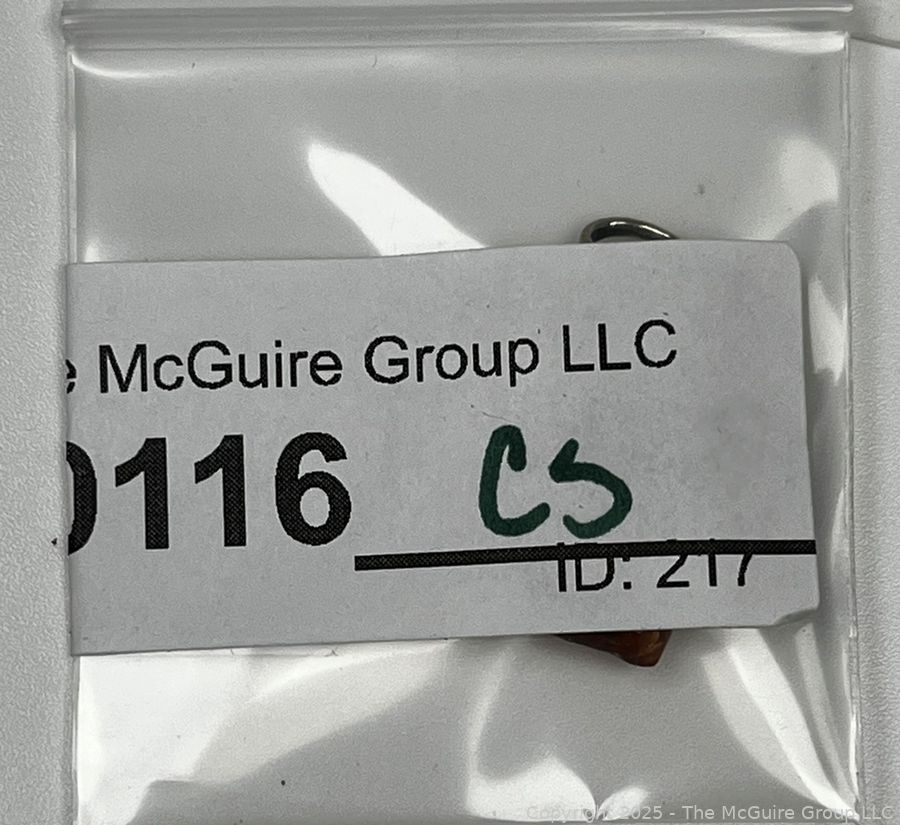 e McGuire Group LLC
0116
CS
ID: 217
Copyright 2025 - The McGuire Group LLC